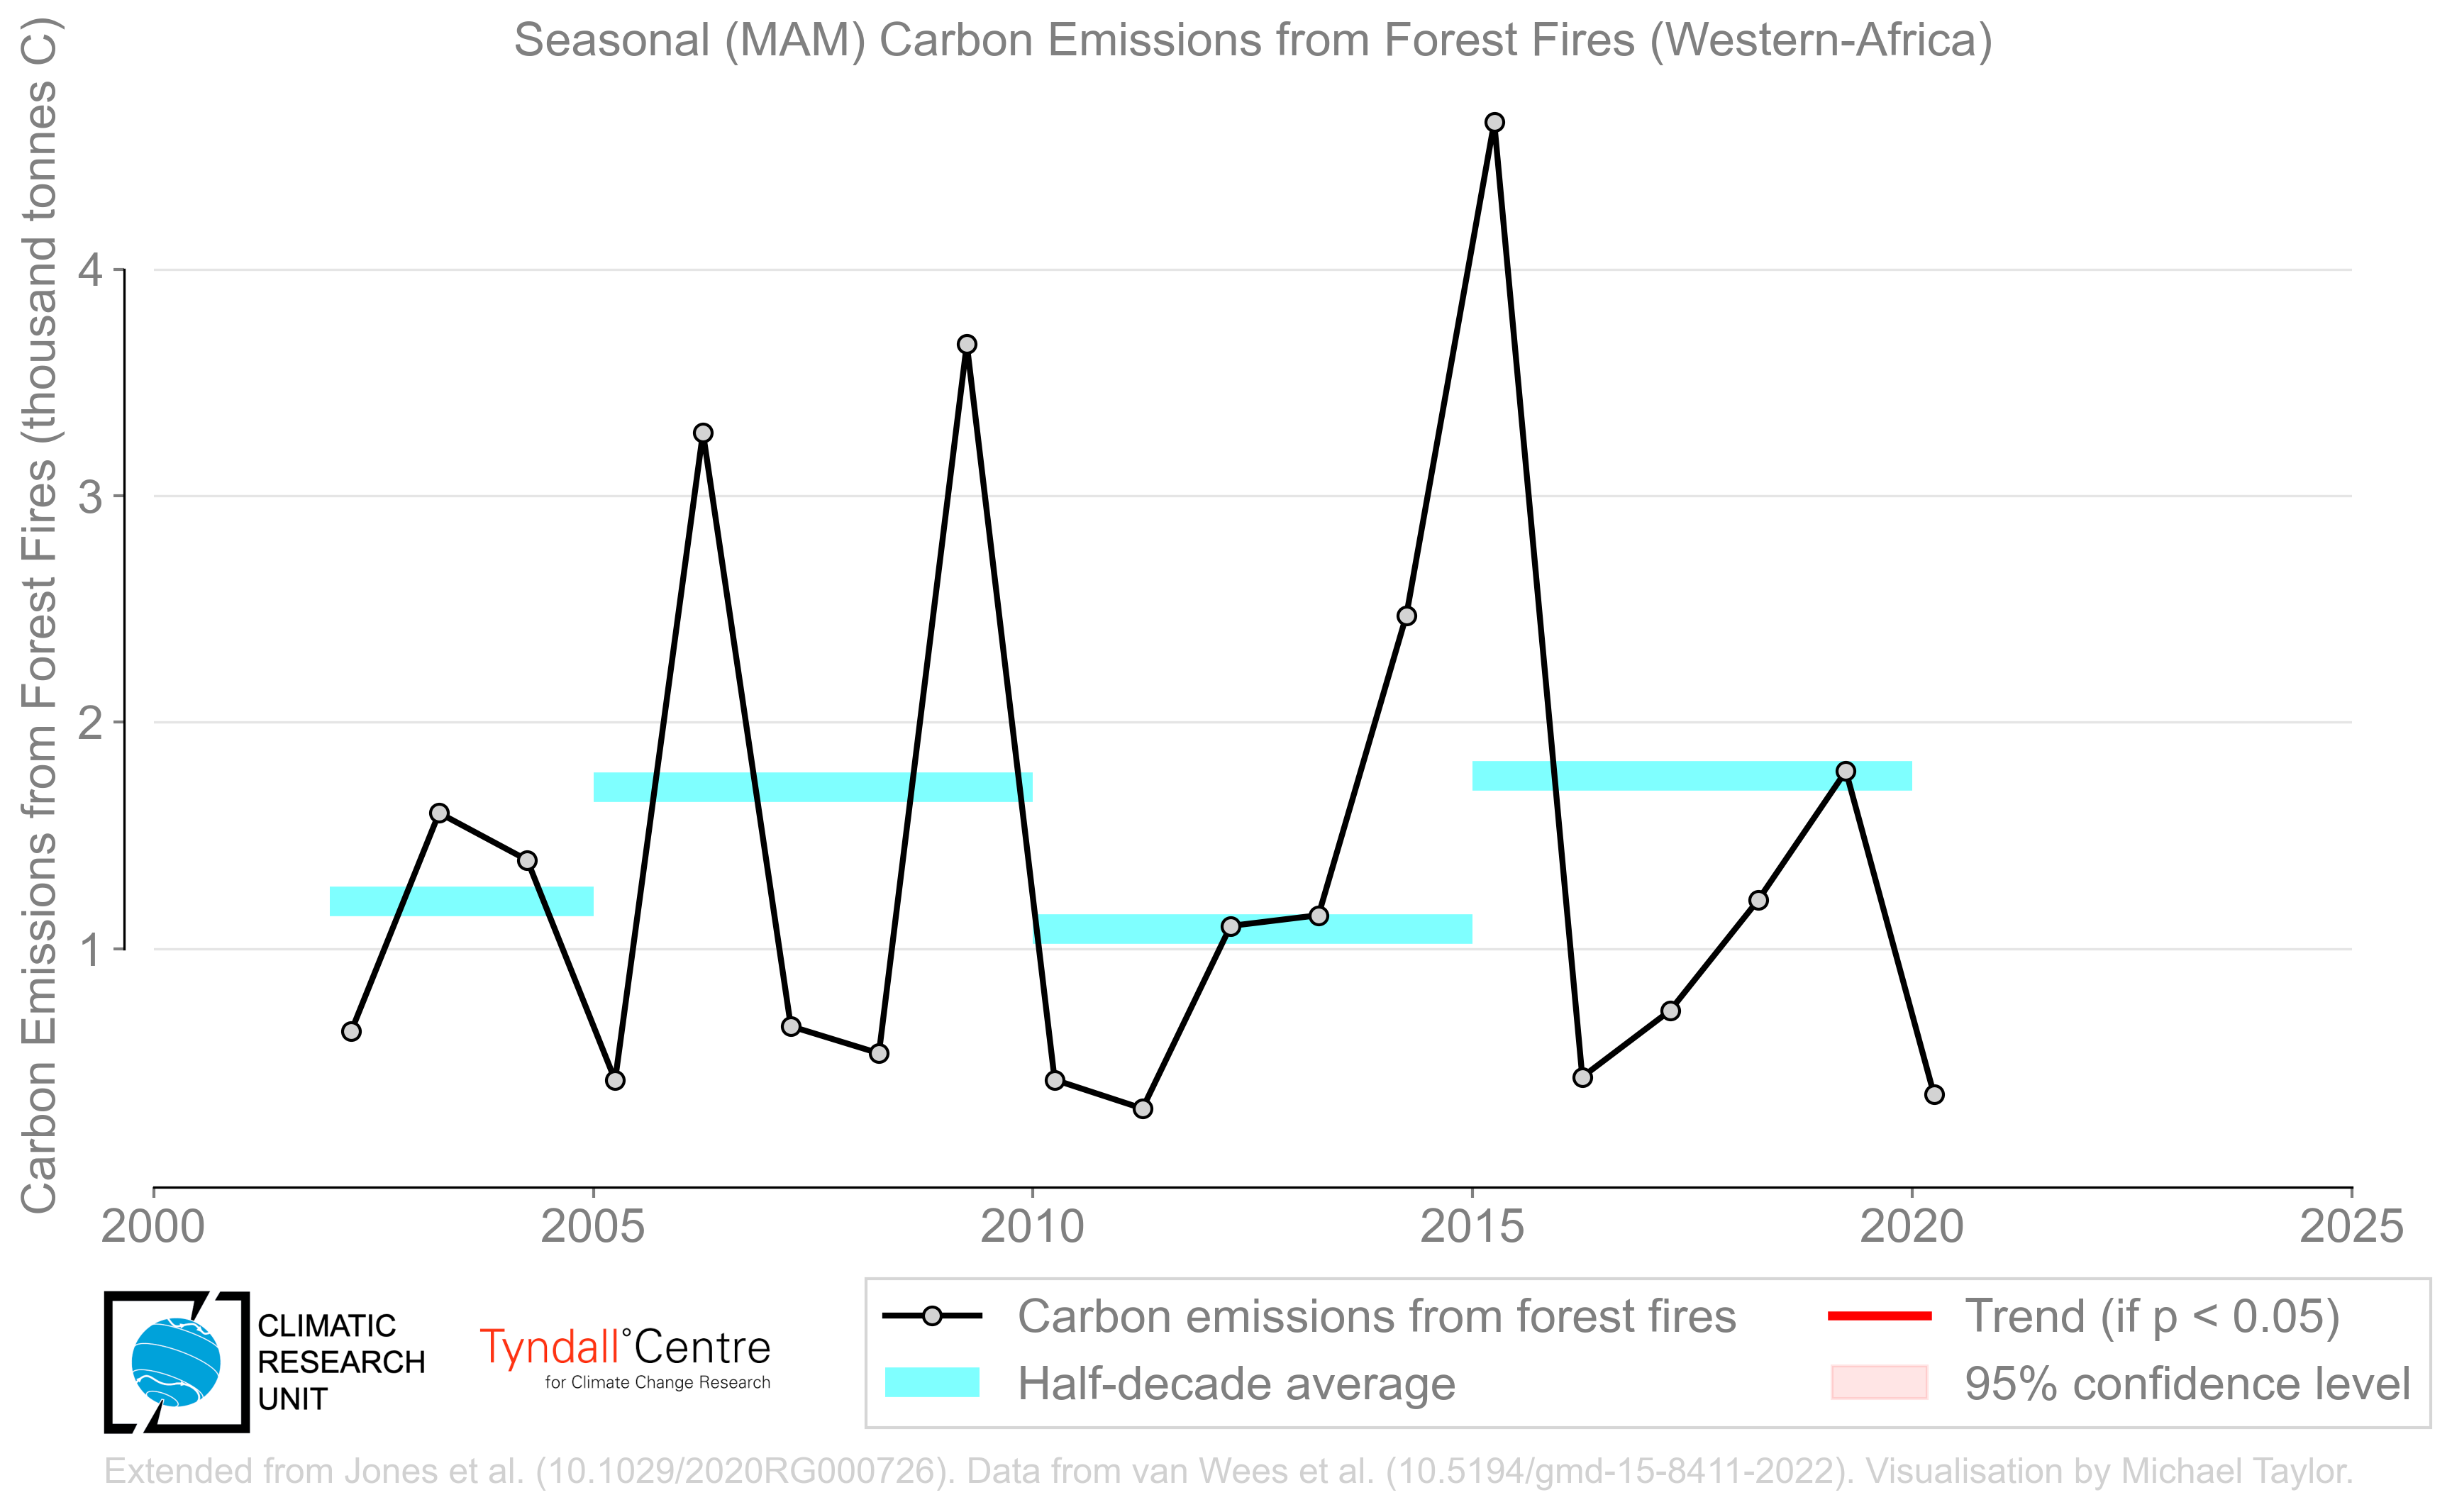 Seasonal (MAM) Carbon Emissions from Forest Fires (Western-Africa)
Carbon Emissions from Forest Fires (thousand tonnes C)
4
3
2
1
2000
2005
2010
2015
2020
2025
CLIMATIC
RESEARCH
UNIT
Tyndall°Centre
for Climate Change Research
Carbon emissions from forest fires
Half-decade average
Trend (if p < 0.05)
95% confidence level
Extended from Jones et al. (10.1029/2020RG000726). Data from van Wees et al. (10.5194/gmd-15-8411-2022). Visualisation by Michael Taylor.